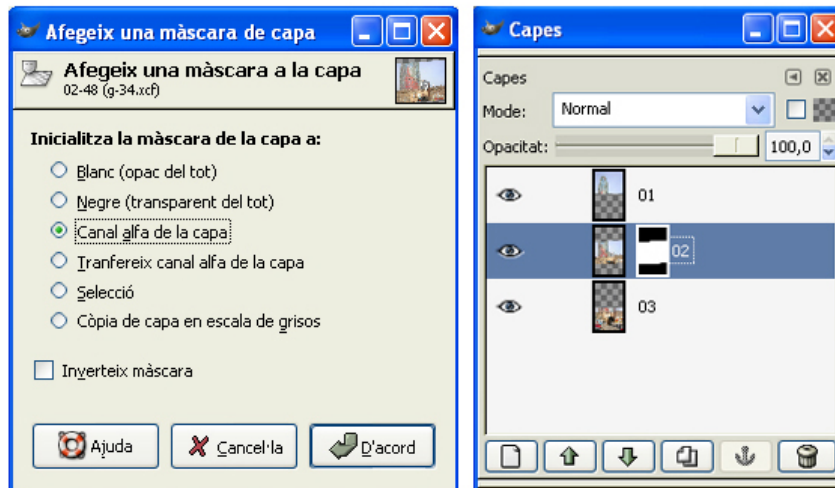 Afegeix una màscara de capa
Afegeix una màscara a la capa
02-48 (g-34.xcf)
Inicialitza la màscara de la capa a:
Blanc (opac del tot)
Negre (transparent del tot)
Canal alfa de la capa
Tranfereix canal alfa de la capa
Selecció
Còpia de capa en escala de grisos
Inverteix màscara
Ajuda
Cancel·la
D'acord
Capes
Capes
Mode: Normal
Opacitat: 100,0
01
02
03